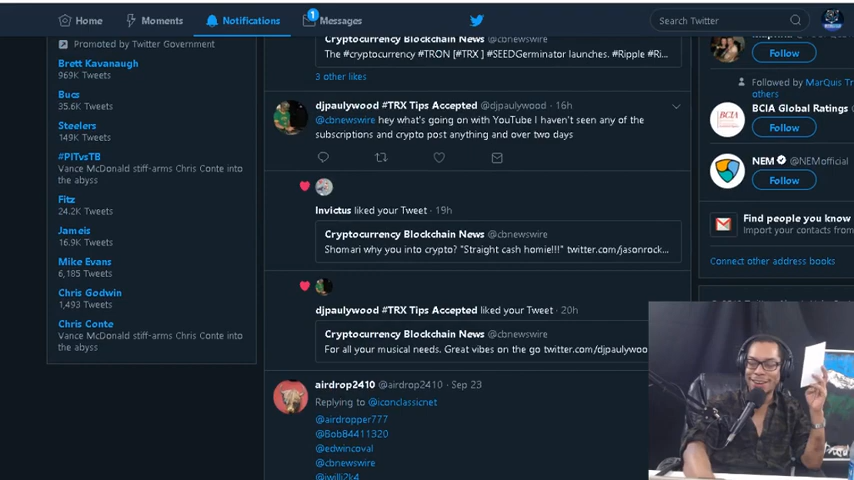 Home
Moments
Notifications
1
Messages
Search Twitter
Promoted by Twitter Government
Brett Kavanaugh
969K Tweets
Bucs
35.6K Tweets
Steelers
149K Tweets
#PITvsTB
Vance McDonald stiff-arms Chris Conte into
the abyss
Fitz
24.2K Tweets
Jameis
16.9K Tweets
Mike Evans
6,185 Tweets
Chris Godwin
1,493 Tweets
Chris Conte
Vance McDonald stiff-arms Chris Conte into
the abyss
Cryptocurrency Blockchain News @cbnewswire
The #cryptocurrency #TRON [#TRX ] #SEEDGerminator launches. #Ripple #Ri...
3 other likes
djpaulywood #TRX Tips Accepted @djpaulywood · 16h
@cbnewswire hey what's going on with YouTube I haven't seen any of the
subscriptions and crypto post anything and over two days
Invictus liked your Tweet · 19h
Cryptocurrency Blockchain News @cbnewswire
Shomari why you into crypto? "Straight cash homie!!!" twitter.com/jasonrock...
djpaulywood #TRX Tips Accepted liked your Tweet · 20h
Cryptocurrency Blockchain News @cbnewswire
For all your musical needs. Great vibes on the go twitter.com/djpaulywoo
airdrop2410 @airdrop2410 · Sep 23
Replying to @iconclassicnet
@airdropper777
@Bob84411320
@edwincoval
@cbnewswire
@iwilli2k4
Follow
Followed by MarQuis Tr
others
BCIA Global Ratings
Follow
NEM @NEMofficial
Follow
Find people you know
Import your contacts from
Connect other address books